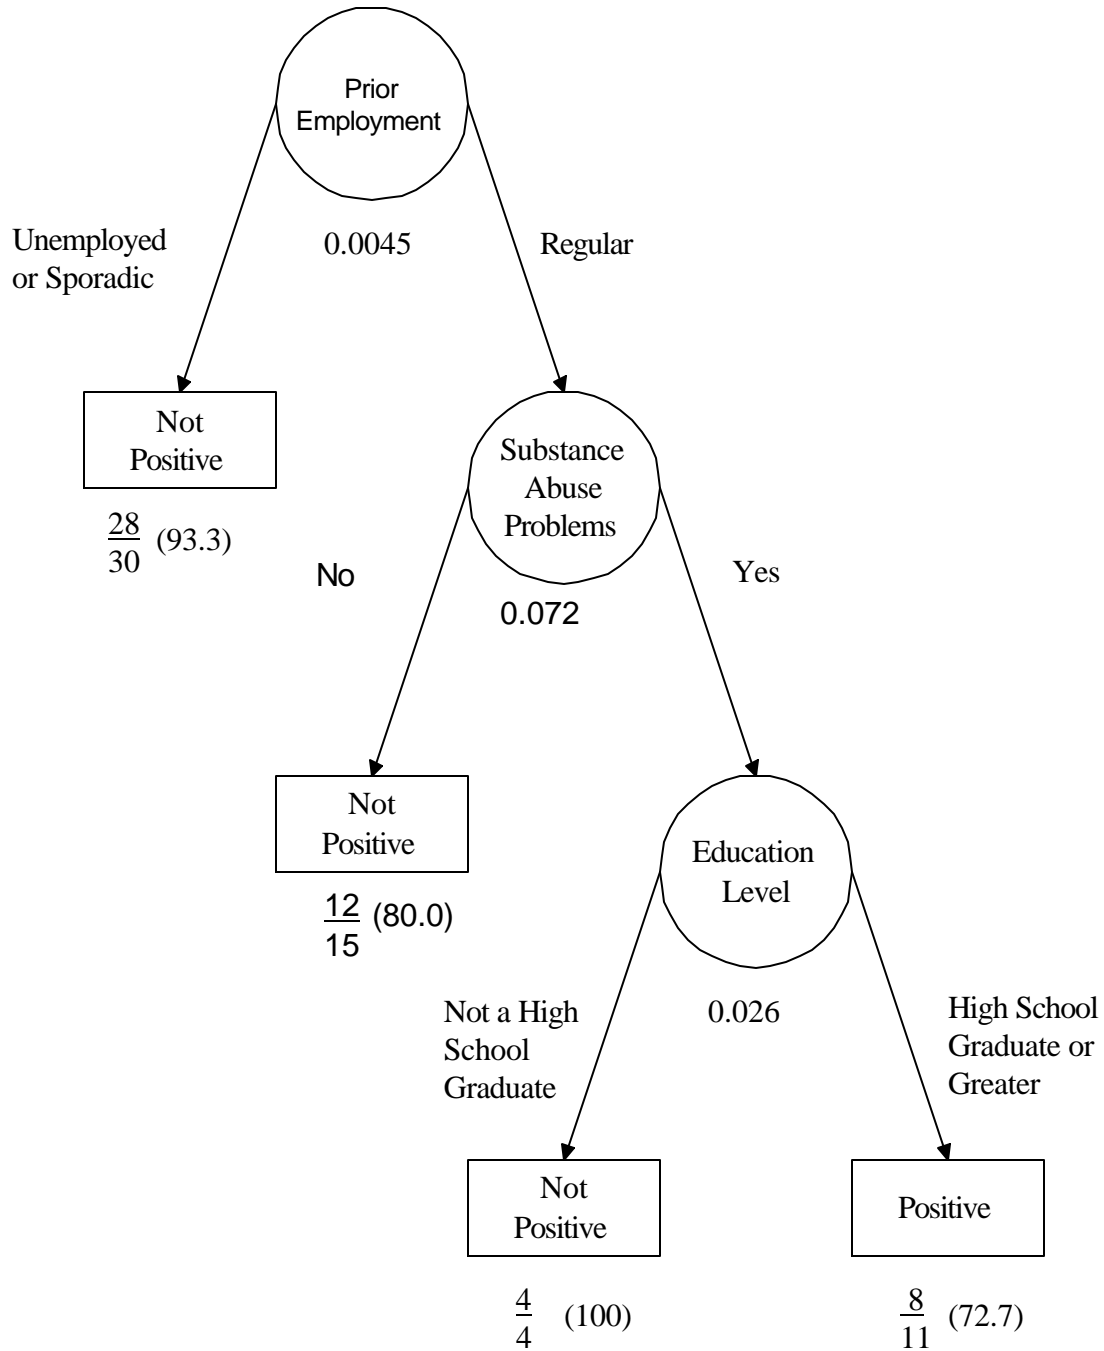 Prior
Employment
Unemployed
or Sporadic
0.0045
Regular
Not
Positive
28
30
(93.3)
Substance
Abuse
Problems
No
Yes
0.072
Not
Positive
12
15
(80.0)
Education
Level
Not a High
School
Graduate
0.026
High School
Graduate or
Greater
Not
Positive
Positive
4
4
(100)
8
11
(72.7)